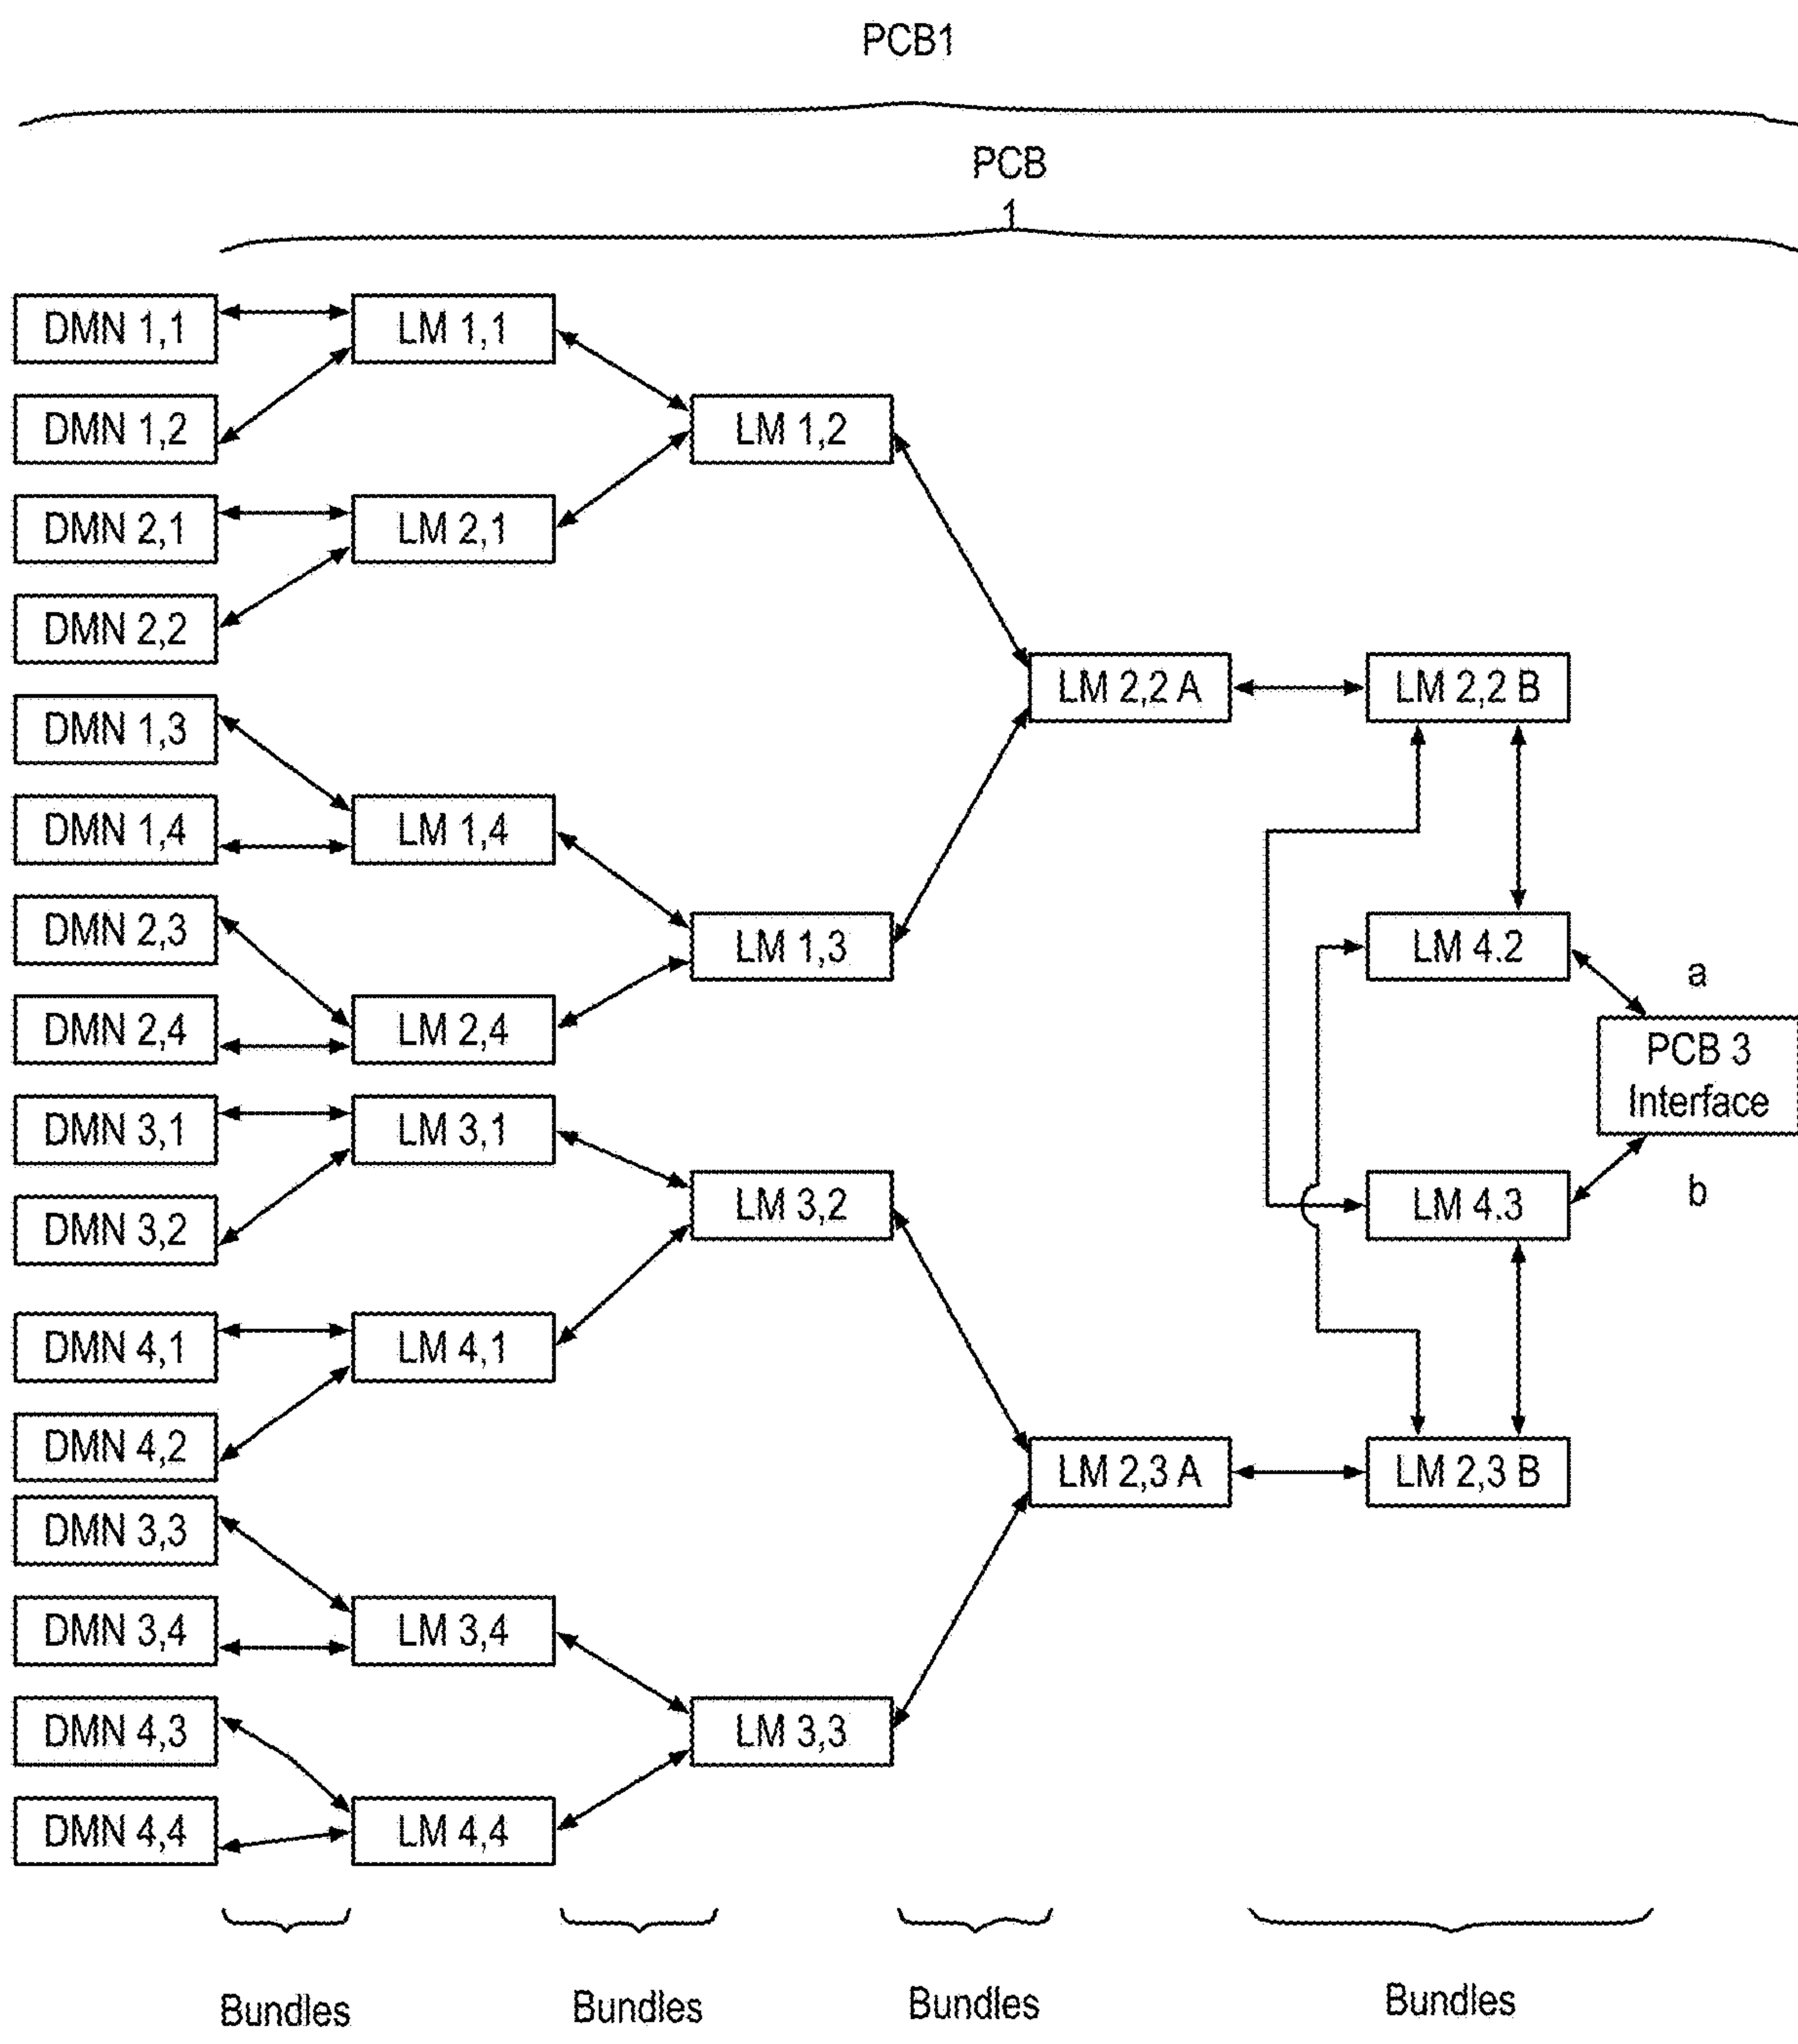 PCB1
PCB
1
DMN 1,1
LM 1,1
DMN 1,2
LM 1,2
DMN 2,1
LM 2,1
DMN 2,2
LM 2,2 A
LM 2,2 B
DMN 1,3
DMN 1,4
LM 1,4
DMN 2,3
LM 1,3
LM 4.2
a
DMN 2,4
LM 2,4
PCB 3
Interface
DMN 3,1
LM 3,1
DMN 3,2
LM 3,2
LM 4.3
b
DMN 4,1
LM 4,1
DMN 4,2
LM 2,3 A
LM 2,3 B
DMN 3,3
DMN 3,4
LM 3,4
DMN 4,3
LM 3,3
DMN 4,4
LM 4,4
Bundles
Bundles
Bundles
Bundles